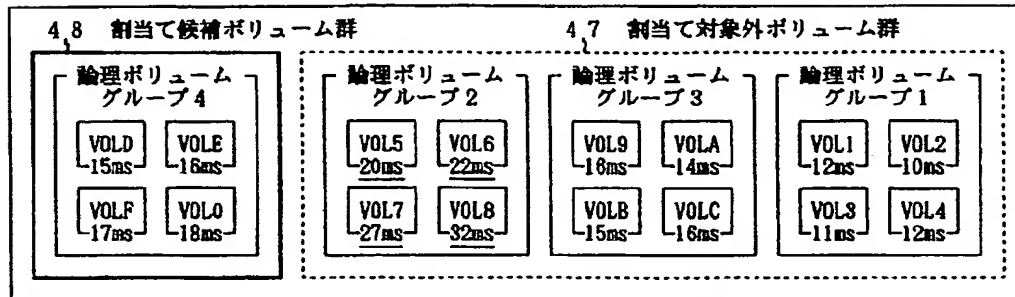 48 割当て候補ボリューム群
47 割当て対象外ボリューム群
論理ボリューム
グループ4
VOLD
15ms
VOLE
16ms
VOLF
17ms
VOL0
18ms
論理ボリューム
グループ2
VOL5
20ms
VOL6
22ms
VOL7
27ms
VOL8
32ms
論理ボリューム
グループ3
VOL9
16ms
VOLA
14ms
VOLB
15ms
VOLC
16ms
論理ボリューム
グループ1
VOL1
12ms
VOL2
10ms
VOL3
11ms
VOL4
12ms